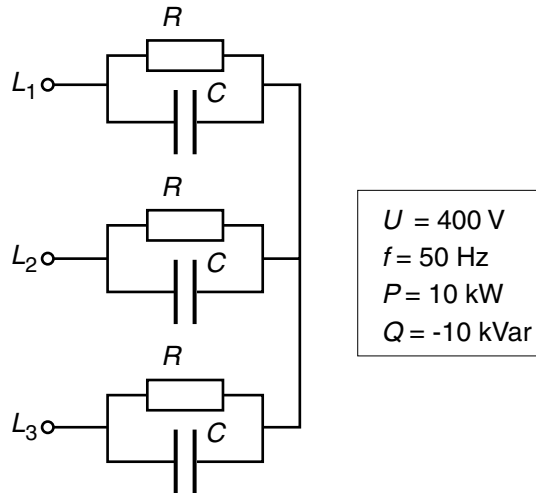 R
L1
C
R
L2
C
R
L3
C
U = 400 V
f = 50 Hz
P = 10 kW
Q = -10 kVar